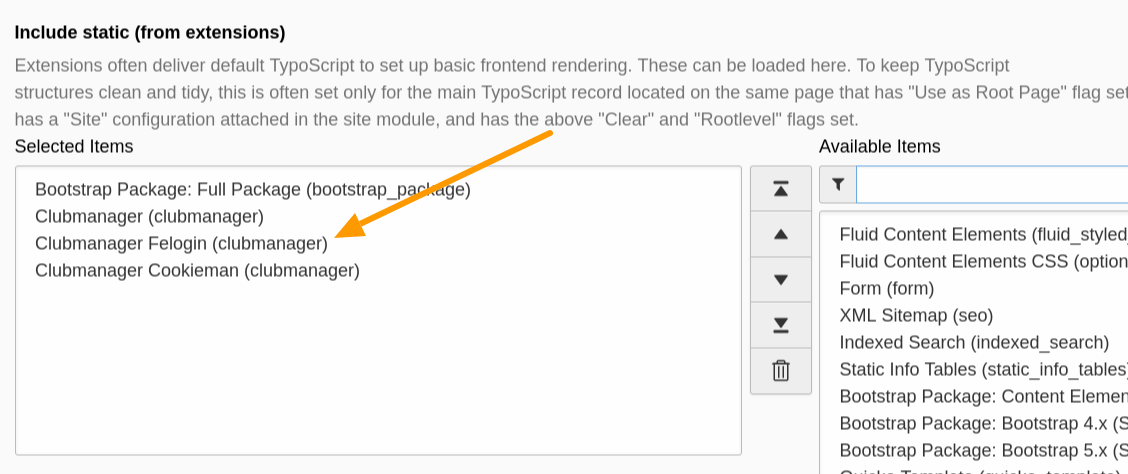 Include static (from extensions)
Extensions often deliver default TypoScript to set up basic frontend rendering. These can be loaded here. To keep TypoScript
structures clean and tidy, this is often set only for the main TypoScript record located on the same page that has "Use as Root Page" flag set
has a "Site" configuration attached in the site module, and has the above "Clear" and "Rootlevel" flags set.
Selected Items
Available Items
Bootstrap Package: Full Package (bootstrap_package)
Clubmanager (clubmanager)
Clubmanager Felogin (clubmanager)
Clubmanager Cookieman (clubmanager)
Fluid Content Elements (fluid_styled_
Fluid Content Elements CSS (option
Form (form)
XML Sitemap (seo)
Indexed Search (indexed_search)
Static Info Tables (static_info_tables)
Bootstrap Package: Content Elemen
Bootstrap Package: Bootstrap 4.x (S
Bootstrap Package: Bootstrap 5.x (S